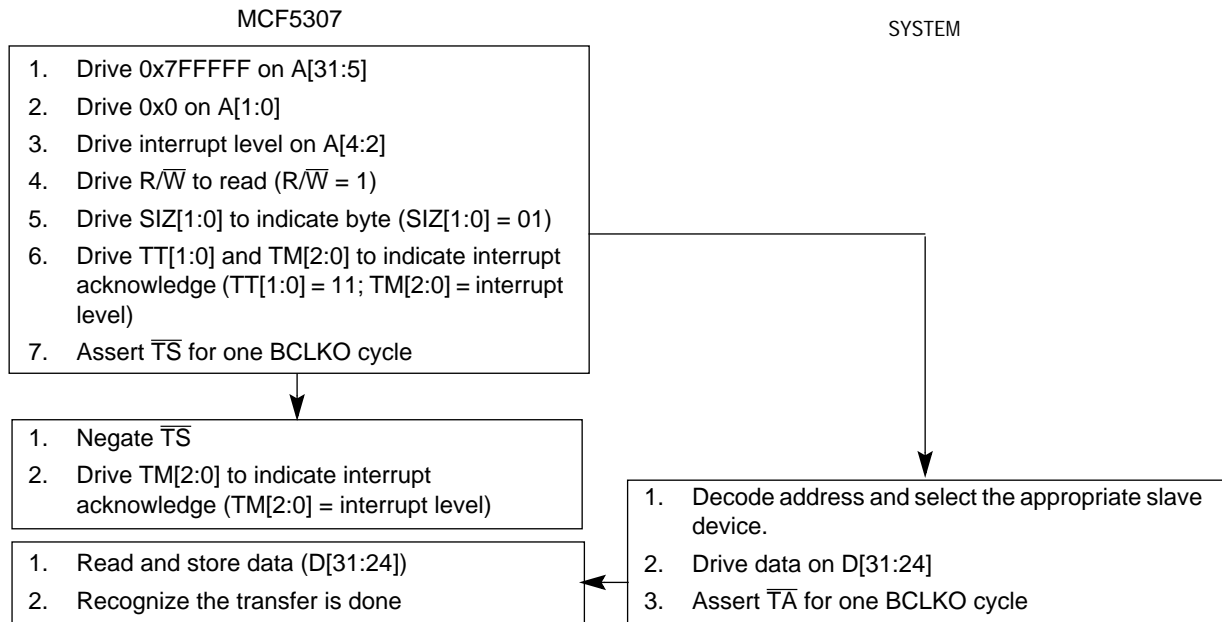 MCF5307
SYSTEM
1. Drive 0x7FFFFF on A[31:5]
2. Drive 0x0 on A[1:0]
3. Drive interrupt level on A[4:2]
4. Drive R/W̅ to read (R/W̅ = 1)
5. Drive SIZ[1:0] to indicate byte (SIZ[1:0] = 01)
6. Drive TT[1:0] and TM[2:0] to indicate interrupt
acknowledge (TT[1:0] = 11; TM[2:0] = interrupt
level)
7. Assert T̅S̅ for one BCLKO cycle
1. Negate T̅S̅
2. Drive TM[2:0] to indicate interrupt
acknowledge (TM[2:0] = interrupt level)
1. Decode address and select the appropriate slave
device.
2. Drive data on D[31:24]
3. Assert T̅A̅ for one BCLKO cycle
1. Read and store data (D[31:24])
2. Recognize the transfer is done